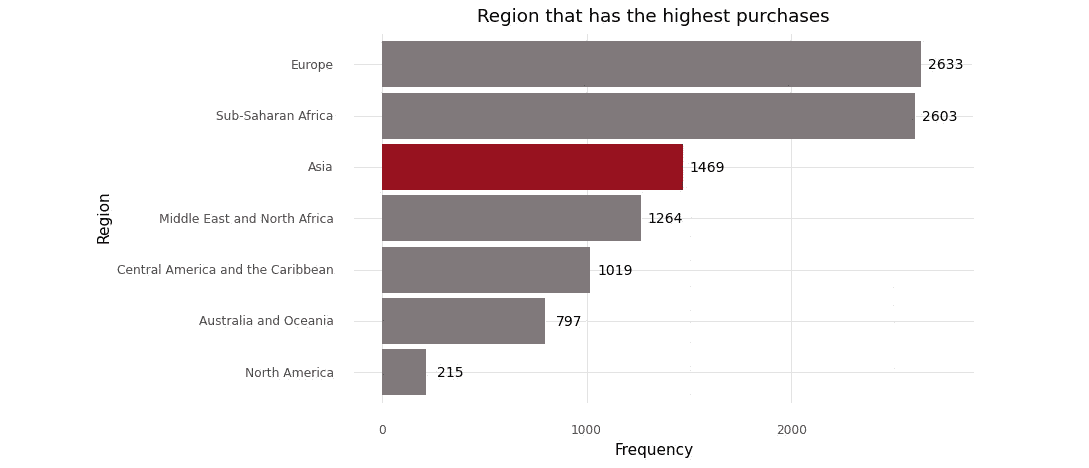 Region that has the highest purchases
Europe 2633
Sub-Saharan Africa 2603
Asia 1469
Middle East and North Africa 1264
Region
Central America and the Caribbean 1019
Australia and Oceania 797
North America 215
0 1000 2000
Frequency